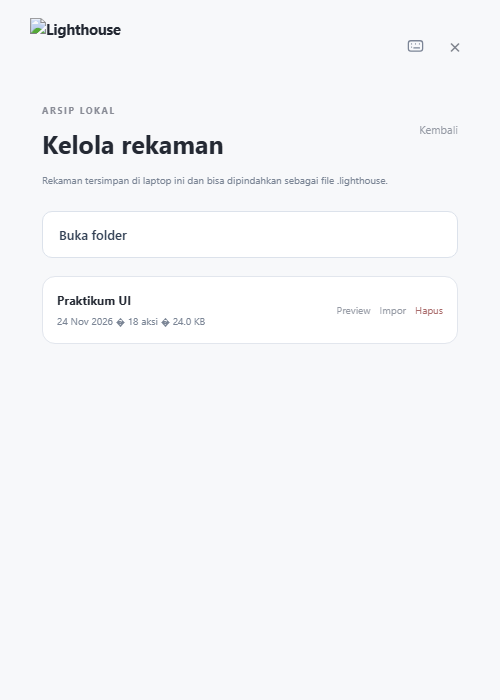 Lighthouse
ARSIP LOKAL
Kelola rekaman
Kembali
Rekaman tersimpan di laptop ini dan bisa dipindahkan sebagai file .lighthouse.
Buka folder
Praktikum UI
24 Nov 2026 � 18 aksi � 24.0 KB
Preview Impor Hapus